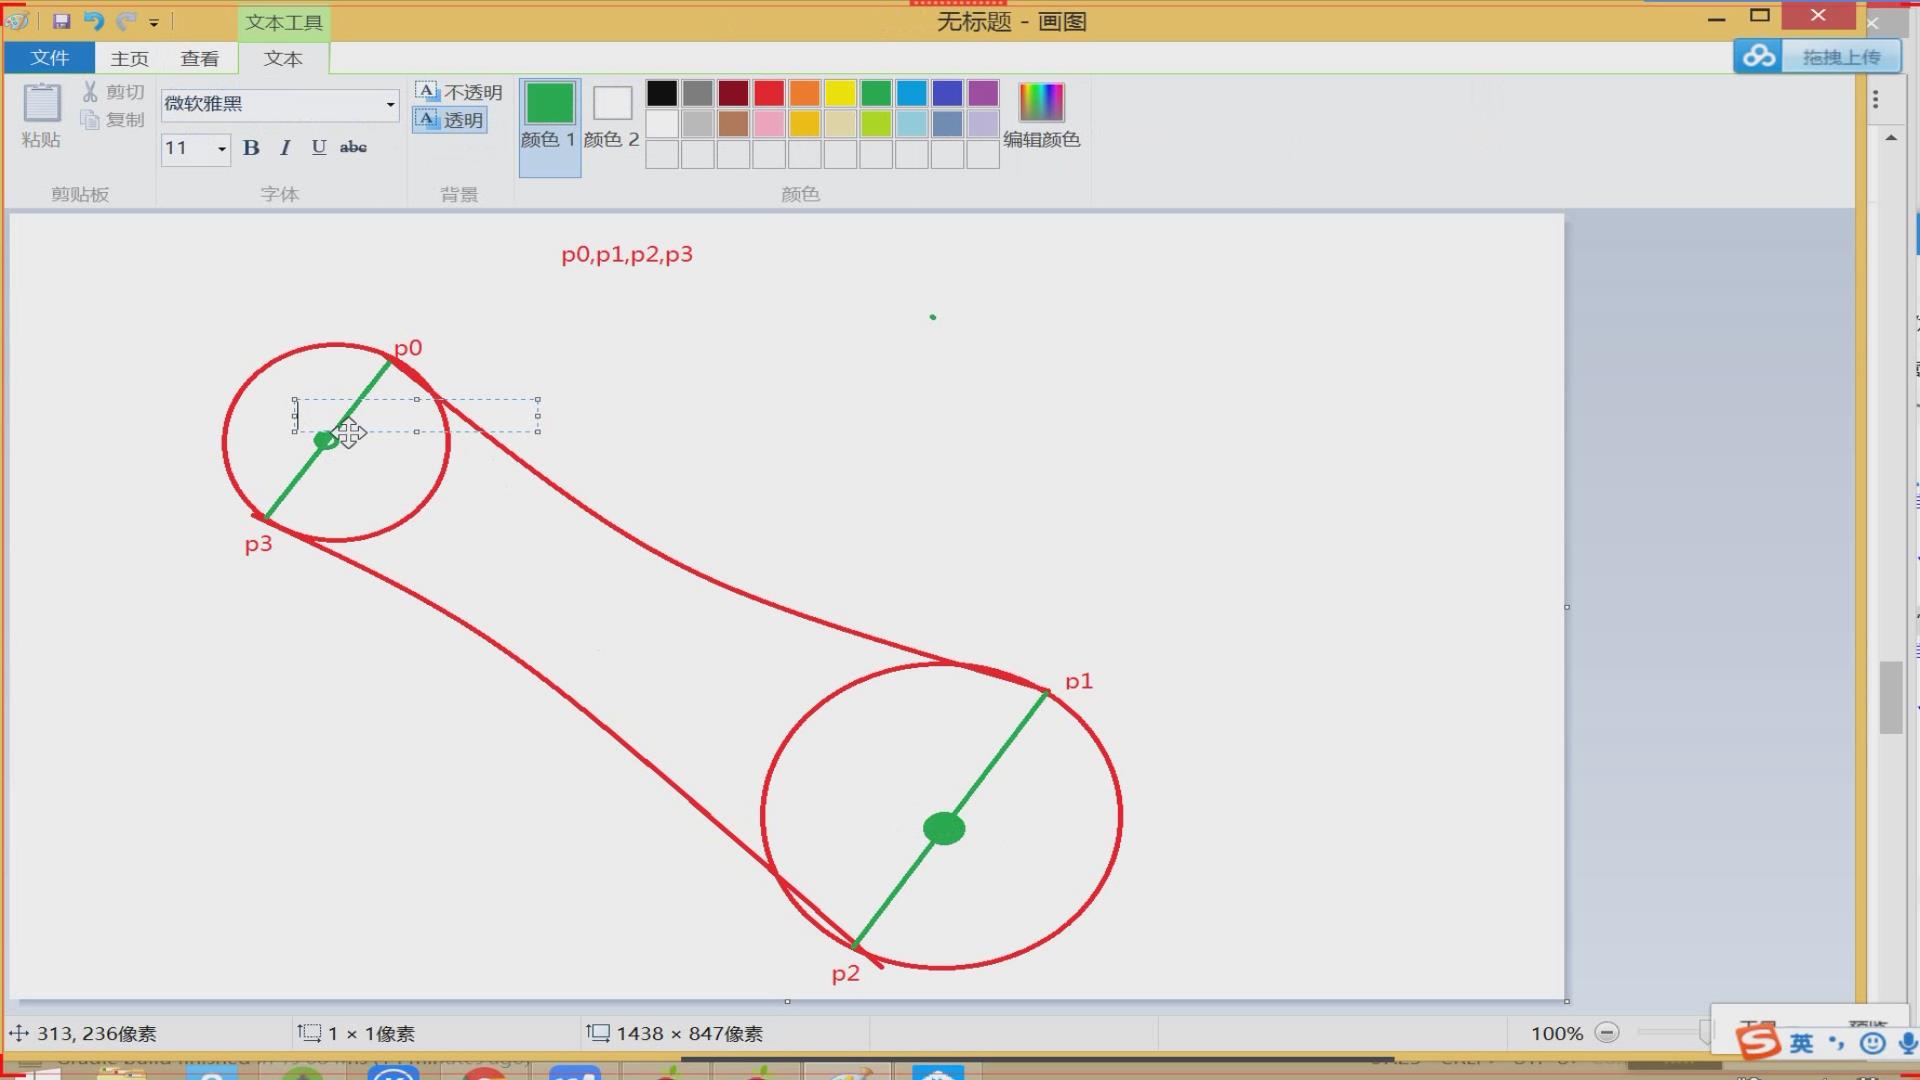 文本工具
无标题 - 画图
文件
主页
查看
文本
拖拽上传
粘贴
剪切
复制
微软雅黑
11
B I U abc
不透明
透明
颜色 1
颜色 2
编辑颜色
剪贴板
字体
背景
颜色
p0,p1,p2,p3
p0
p3
p1
p2
313, 236像素
1 × 1像素
1438 × 847像素
100%
英